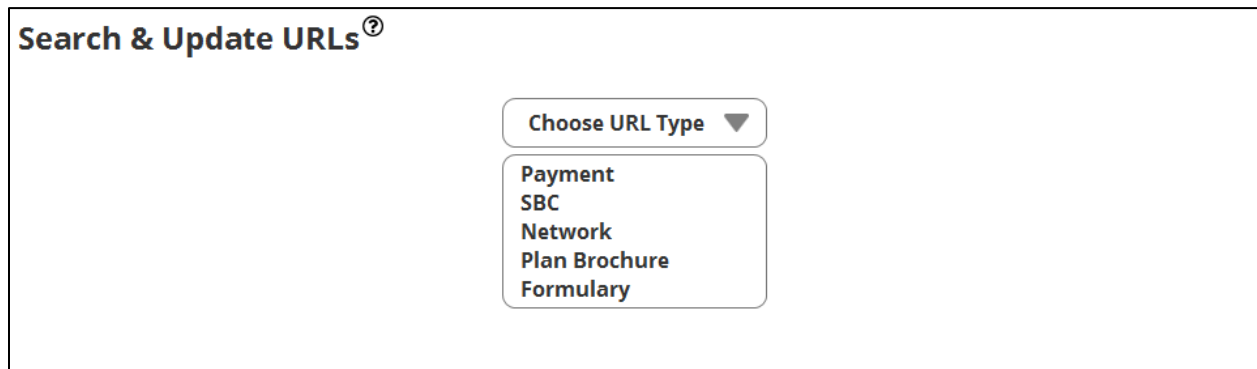 Search & Update URLs?
Choose URL Type
Payment
SBC
Network
Plan Brochure
Formulary